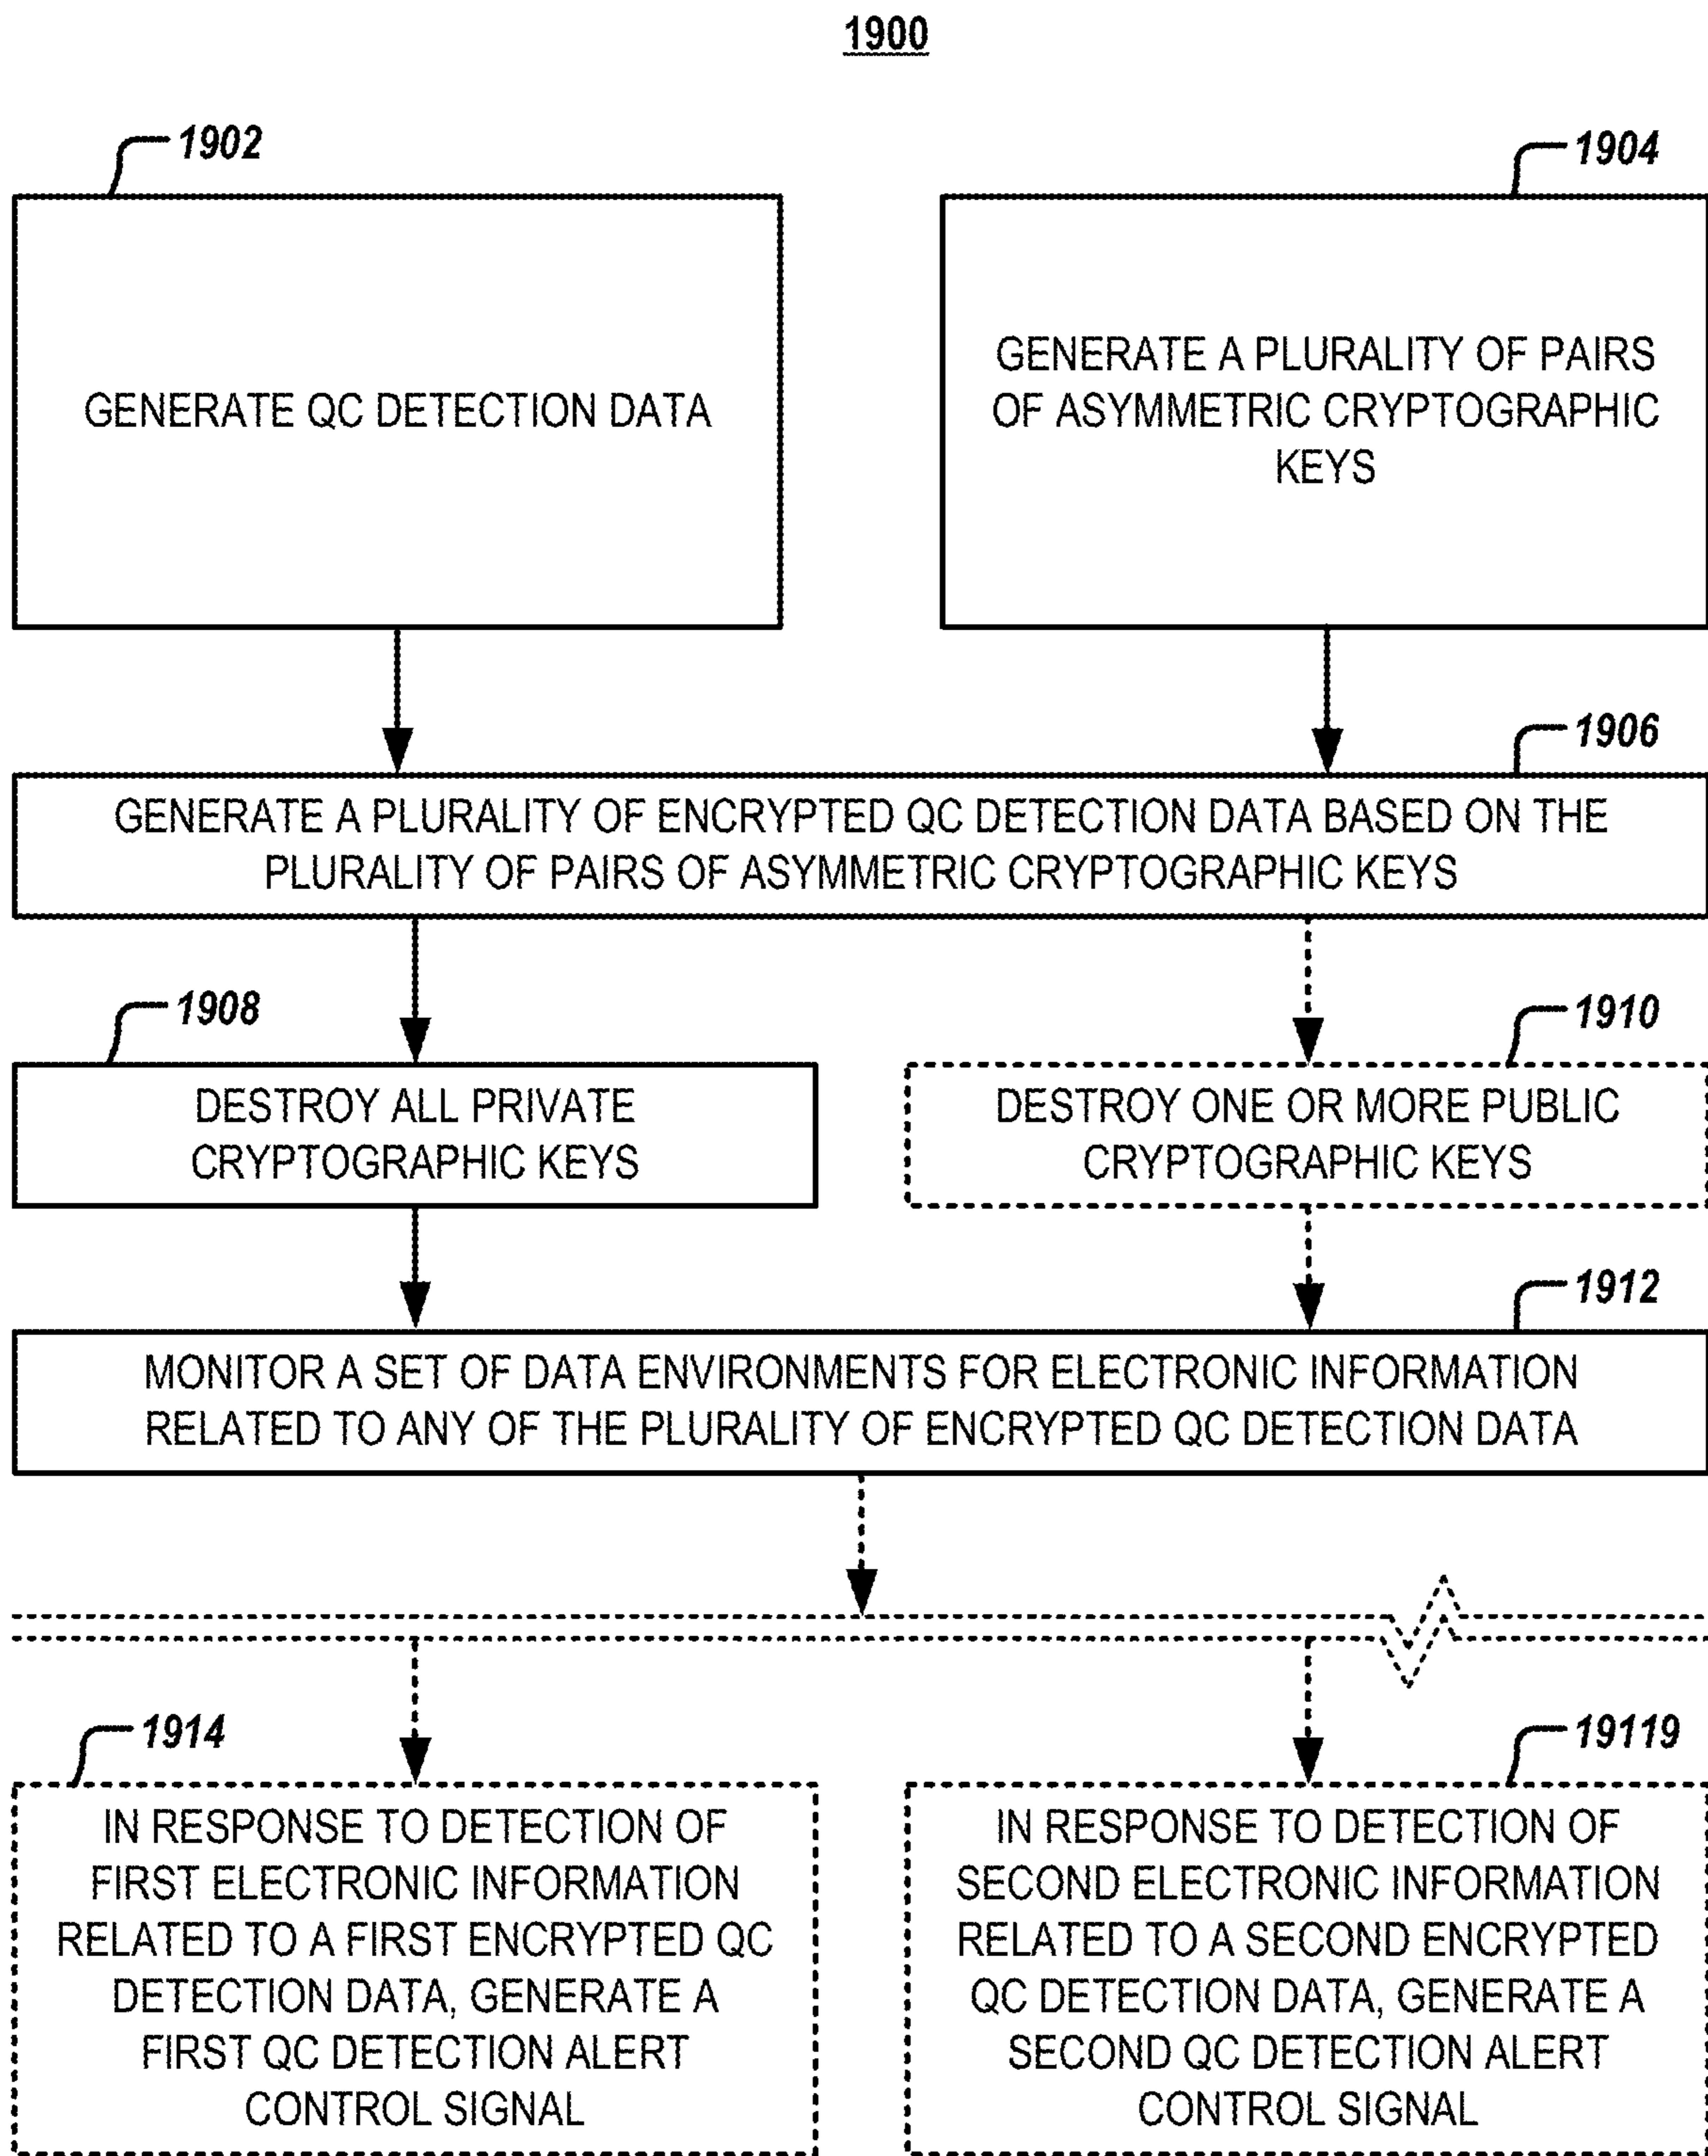 1900
1902
1904
GENERATE QC DETECTION DATA
GENERATE A PLURALITY OF PAIRS
OF ASYMMETRIC CRYPTOGRAPHIC
KEYS
1906
GENERATE A PLURALITY OF ENCRYPTED QC DETECTION DATA BASED ON THE
PLURALITY OF PAIRS OF ASYMMETRIC CRYPTOGRAPHIC KEYS
1908
1910
DESTROY ALL PRIVATE
CRYPTOGRAPHIC KEYS
DESTROY ONE OR MORE PUBLIC
CRYPTOGRAPHIC KEYS
1912
MONITOR A SET OF DATA ENVIRONMENTS FOR ELECTRONIC INFORMATION
RELATED TO ANY OF THE PLURALITY OF ENCRYPTED QC DETECTION DATA
1914
19119
IN RESPONSE TO DETECTION OF
FIRST ELECTRONIC INFORMATION
RELATED TO A FIRST ENCRYPTED QC
DETECTION DATA, GENERATE A
FIRST QC DETECTION ALERT
CONTROL SIGNAL
IN RESPONSE TO DETECTION OF
SECOND ELECTRONIC INFORMATION
RELATED TO A SECOND ENCRYPTED
QC DETECTION DATA, GENERATE A
SECOND QC DETECTION ALERT
CONTROL SIGNAL